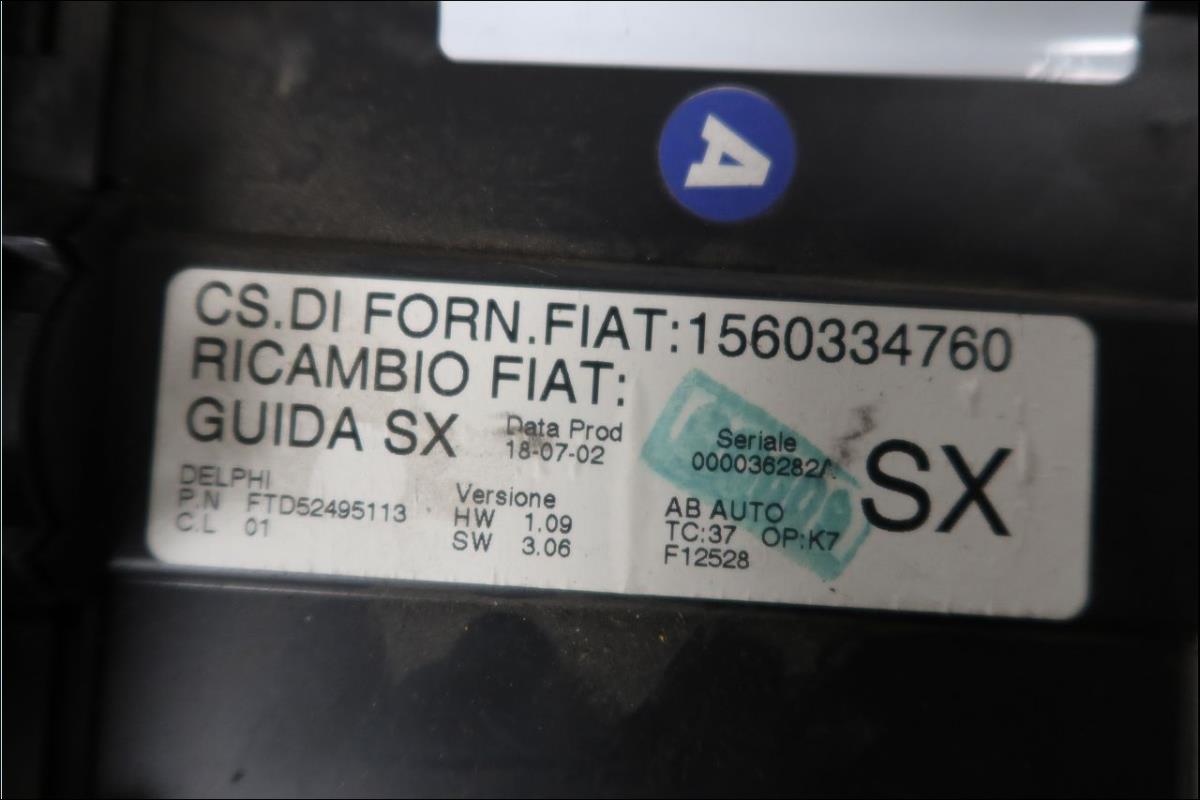 A
CS.DI FORN.FIAT:1560334760
RICAMBIO FIAT:
GUIDA SX
Data Prod
18-07-02
Seriale
000036282/
SX
DELPHI
P.N FTD52495113
C.L 01
Versione
HW 1.09
SW 3.06
AB AUTO
TC:37 OP:K7
F12528